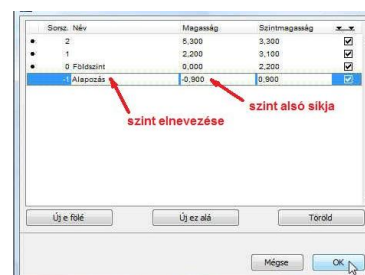 Sorsz. Név Magasság Szintmagasság
2 5,300 3,300
1 2,200 3,100
0 Földszint 0,000 2,200
-1 Alapozás -0,900 0,900
szint alsó síkja
szint elnevezése
Új e fölé Új ez alá Töröld
Mégse OK